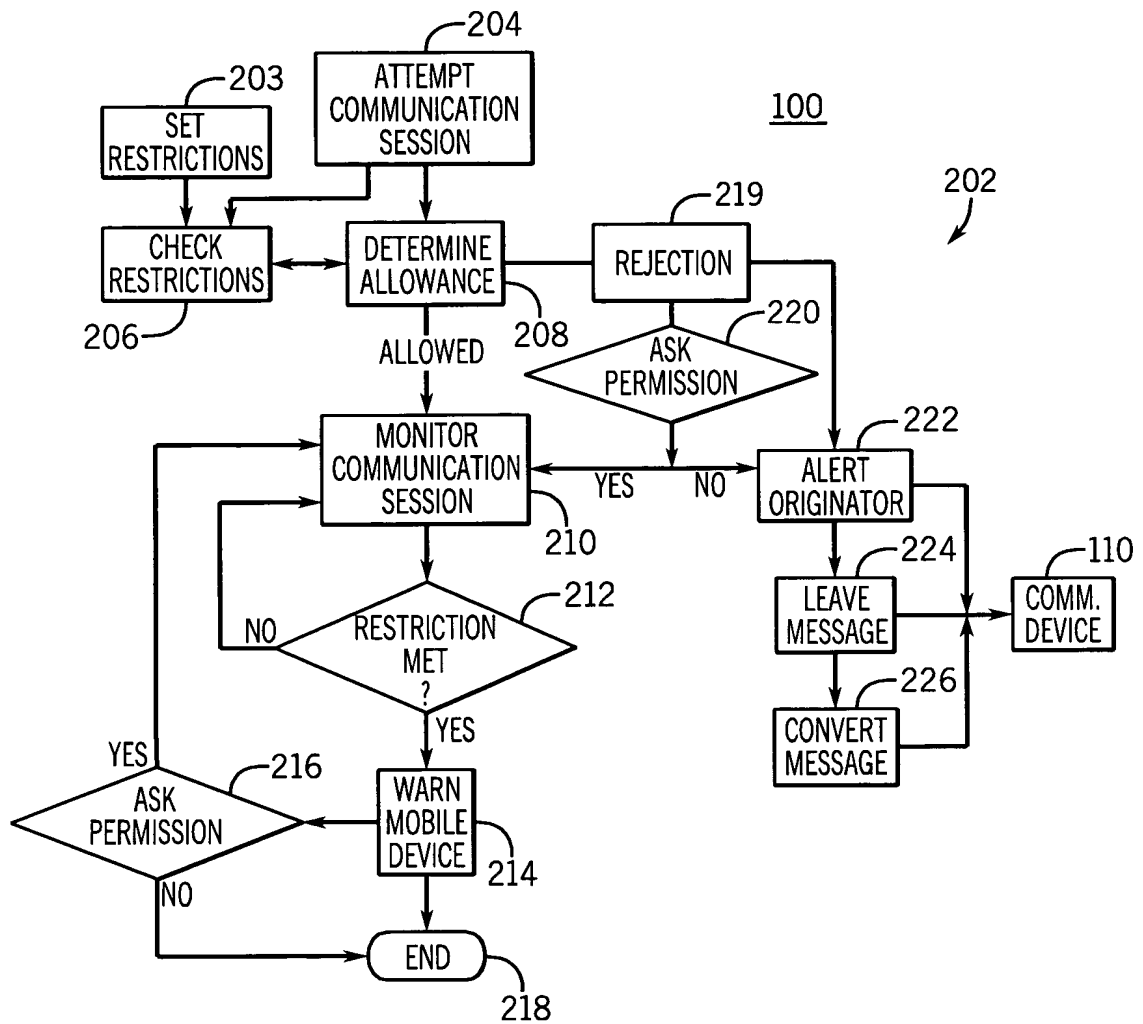 204
203
ATTEMPT
COMMUNICATION
SESSION
100
SET
RESTRICTIONS
202
219
CHECK
RESTRICTIONS
DETERMINE
ALLOWANCE
REJECTION
206
208
220
ALLOWED
ASK
PERMISSION
MONITOR
COMMUNICATION
SESSION
222
YES
NO
ALERT
ORIGINATOR
210
224
110
212
NO
RESTRICTION
MET
?
LEAVE
MESSAGE
COMM.
DEVICE
226
YES
CONVERT
MESSAGE
YES
216
ASK
PERMISSION
WARN
MOBILE
DEVICE
214
NO
END
218